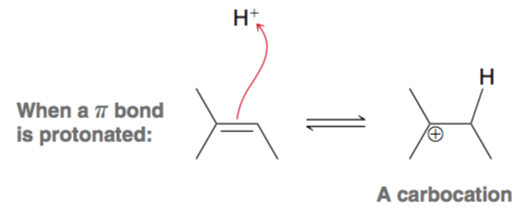 H+
When a π bond
is protonated:
H
⊕
A carbocation